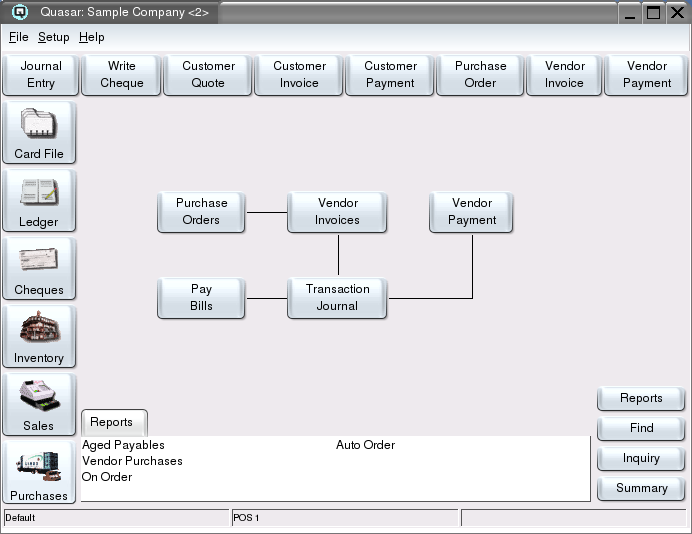 Quasar: Sample Company <2>
File Setup Help
Journal Entry
Write Cheque
Customer Quote
Customer Invoice
Customer Payment
Purchase Order
Vendor Invoice
Vendor Payment
Card File
Ledger
Cheques
Inventory
Sales
Purchases
Purchase Orders
Vendor Invoices
Vendor Payment
Pay Bills
Transaction Journal
Reports
Aged Payables
Auto Order
Vendor Purchases
On Order
Reports
Find
Inquiry
Summary
Default
POS 1